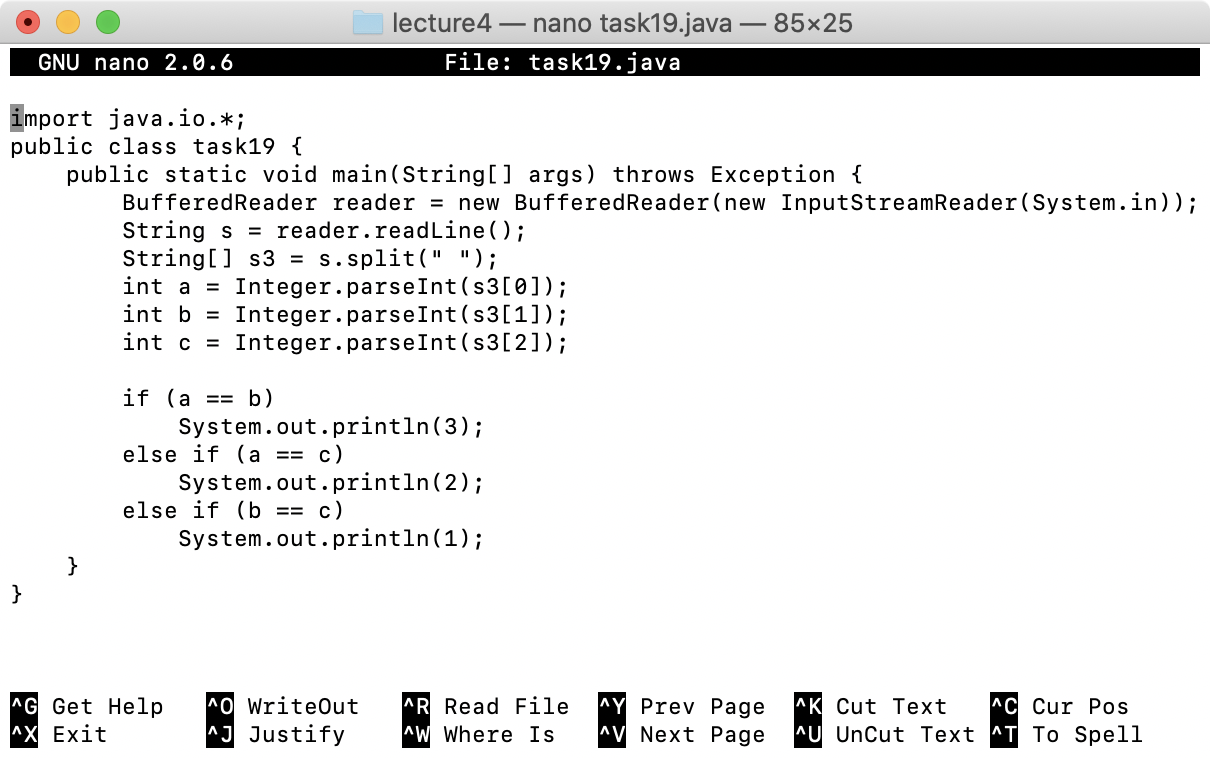 lecture4 — nano task19.java — 85×25
GNU nano 2.0.6 File: task19.java
import java.io.*;
public class task19 {
    public static void main(String[] args) throws Exception {
        BufferedReader reader = new BufferedReader(new InputStreamReader(System.in));
        String s = reader.readLine();
        String[] s3 = s.split(" ");
        int a = Integer.parseInt(s3[0]);
        int b = Integer.parseInt(s3[1]);
        int c = Integer.parseInt(s3[2]);
        if (a == b)
            System.out.println(3);
        else if (a == c)
            System.out.println(2);
        else if (b == c)
            System.out.println(1);
    }
}
^G Get Help ^O WriteOut ^R Read File ^Y Prev Page ^K Cut Text ^C Cur Pos
^X Exit ^J Justify ^W Where Is ^V Next Page ^U UnCut Text ^T To Spell